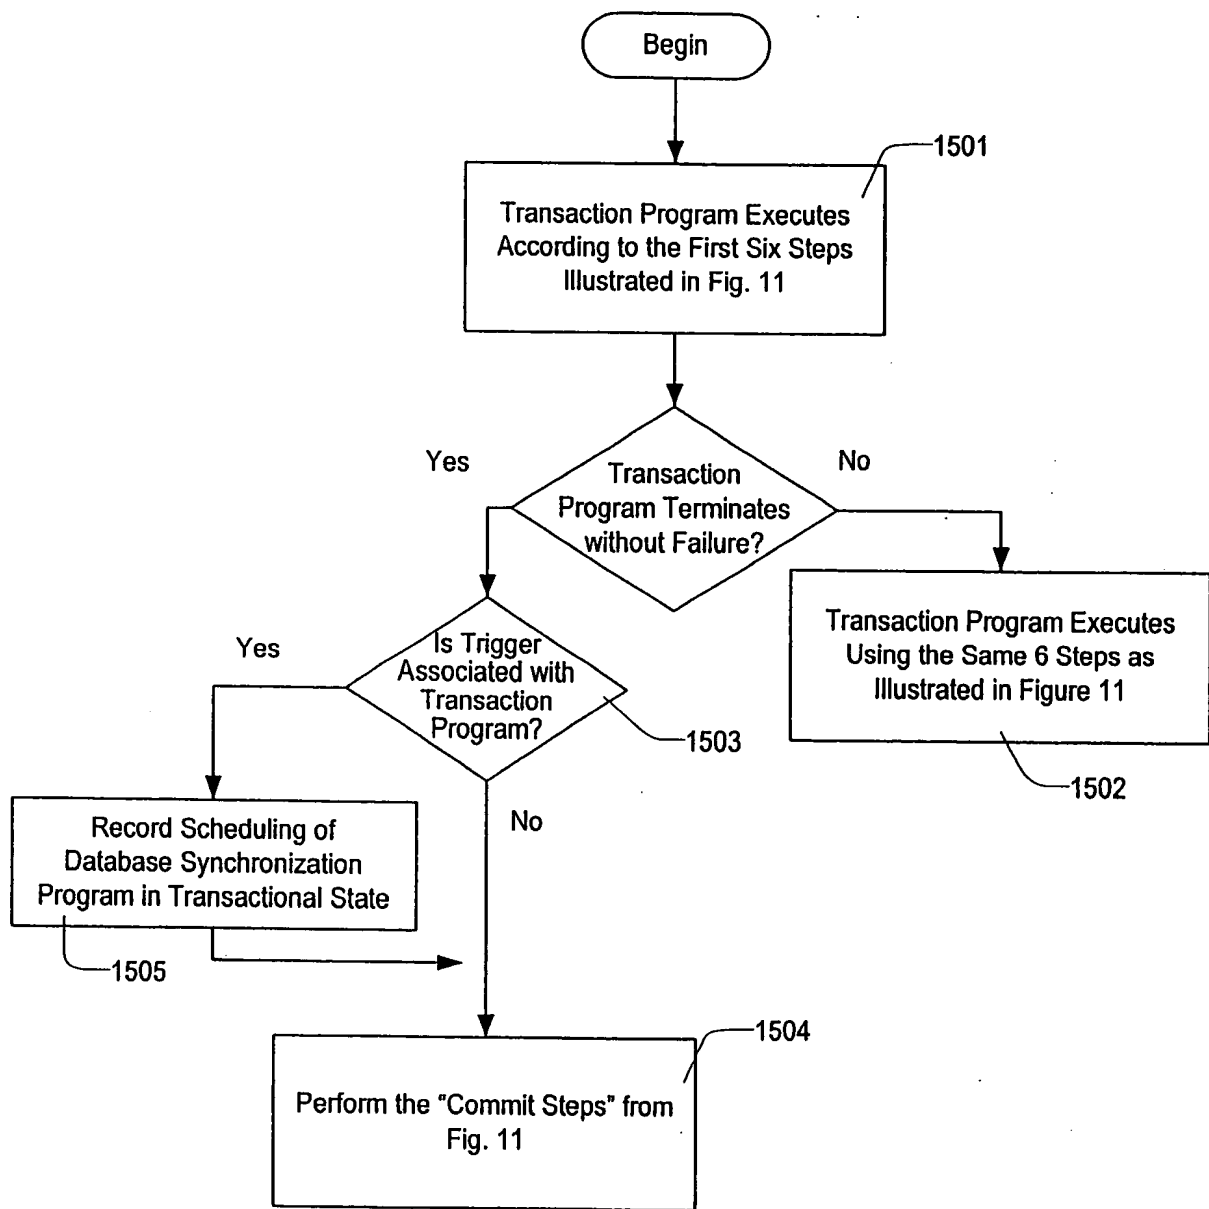 Begin
1501
Transaction Program Executes
According to the First Six Steps
Illustrated in Fig. 11
Yes
No
Transaction
Program Terminates
without Failure?
Transaction Program Executes
Using the Same 6 Steps as
Illustrated in Figure 11
1502
Yes
Is Trigger
Associated with
Transaction
Program?
1503
No
Record Scheduling of
Database Synchronization
Program in Transactional State
1505
1504
Perform the "Commit Steps" from
Fig. 11